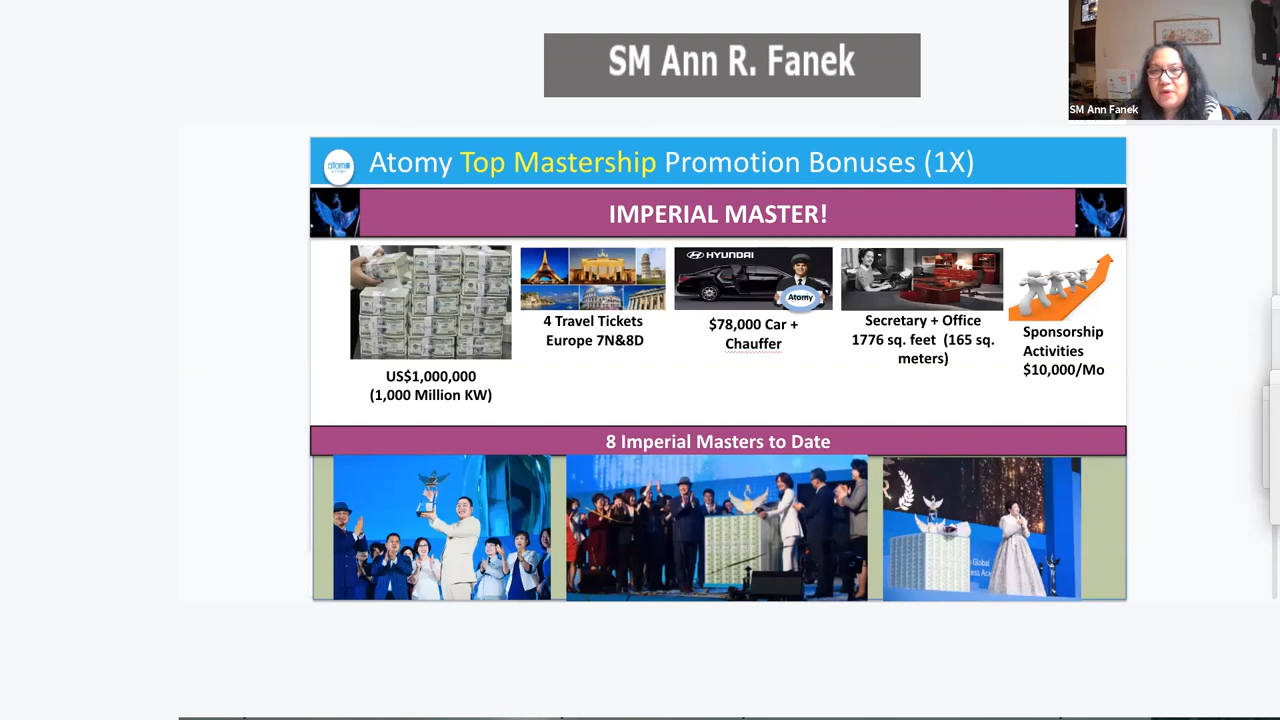 SM Ann R. Fanek
SM Ann Fanek
Atomy Top Mastership Promotion Bonuses (1X)
IMPERIAL MASTER!
HYUNDAI
Atomy
US$1,000,000
(1,000 Million KW)
4 Travel Tickets
Europe 7N&8D
$78,000 Car +
Chauffer
Secretary + Office
1776 sq. feet (165 sq.
meters)
Sponsorship
Activities
$10,000/Mo
8 Imperial Masters to Date
Global